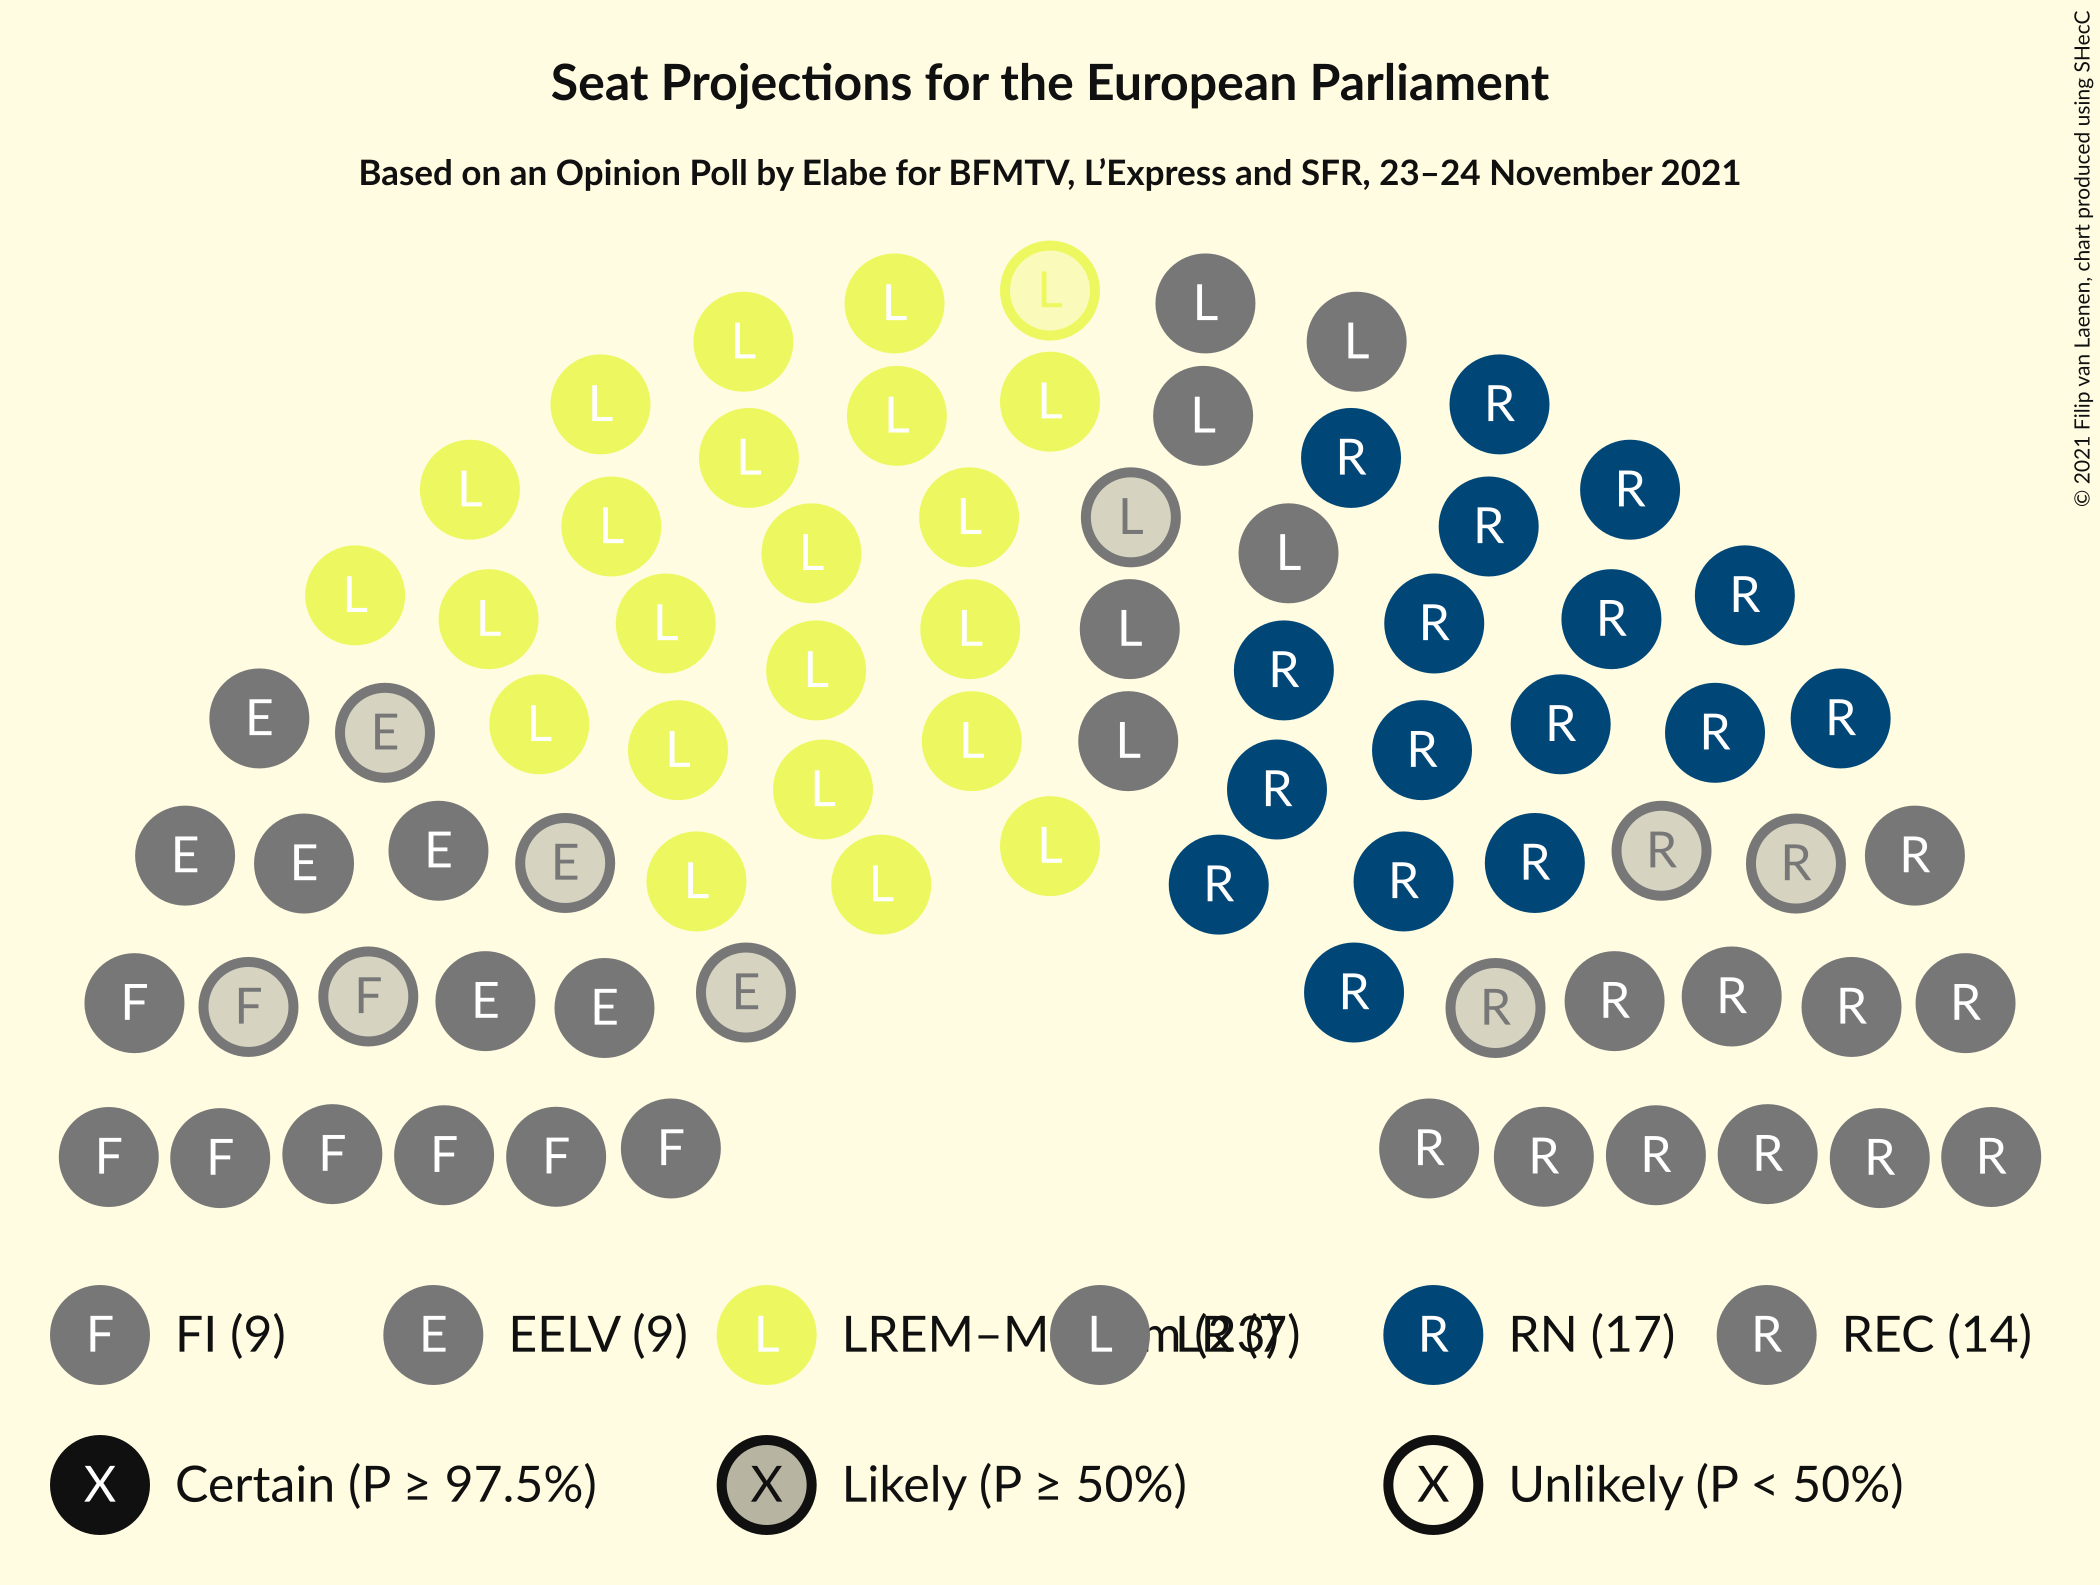 Seat Projections for the European Parliament
Based on an Opinion Poll by Elabe for BFMTV, L’Express and SFR, 23–24 November 2021
© 2021 Filip van Laenen, chart produced using SHecC
L
L L
L L
L L R
L L
L R
L R
L L L R
L L
L R
L L L L R R
L R
E E L L L L R R R R
L R
E E E E L L L R R R R R R
F F F E E E R R R R R R
F F F F F F R R R R R R
F FI (9) E EELV (9) L L LR (7) R RN (17) R REC (14)
X Certain (P ≥ 97.5%) X Likely (P ≥ 50%) X Unlikely (P < 50%)